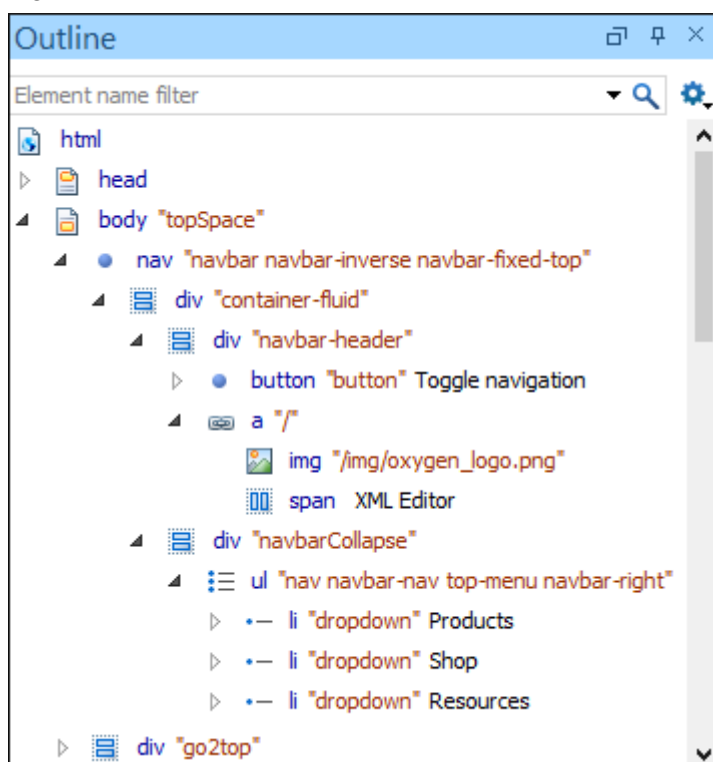 Outline
Element name filter
html
head
body "topSpace"
nav "navbar navbar-inverse navbar-fixed-top"
div "container-fluid"
div "navbar-header"
button "button" Toggle navigation
a "/"
img "/img/oxygen_logo.png"
span XML Editor
div "navbarCollapse"
ul "nav navbar-nav top-menu navbar-right"
li "dropdown" Products
li "dropdown" Shop
li "dropdown" Resources
div "go2top"